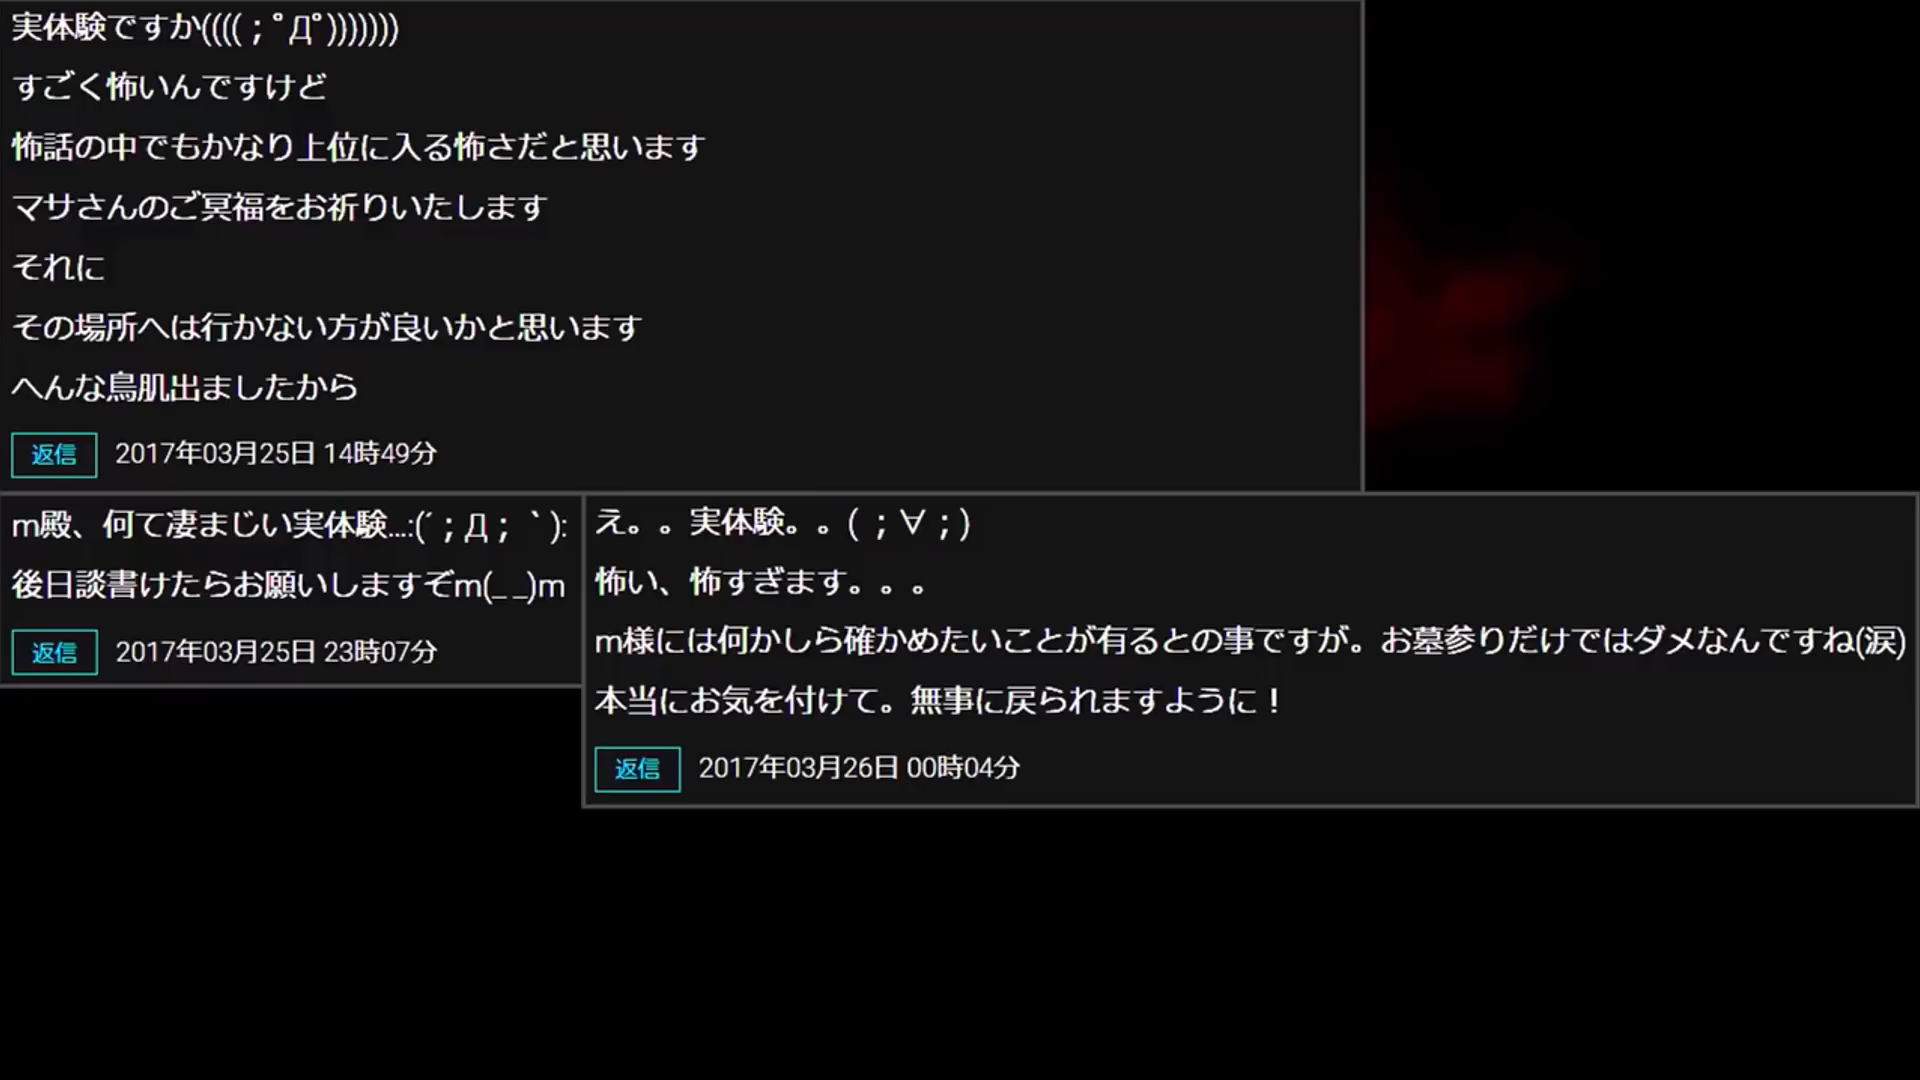 実体験ですか((((；ﾟДﾟ)))))))
すごく怖いんですけど
怖話の中でもかなり上位に入る怖さだと思います
マサさんのご冥福をお祈りいたします
それに
その場所へは行かない方が良いかと思います
へんな鳥肌出ましたから
返信 2017年03月25日 14時49分
m殿、何て凄まじい実体験...:(´；Д；｀):
後日談書けたらお願いしますぞm(_ _)m
返信 2017年03月25日 23時07分
え。。実体験。。(；∀；)
怖い、怖すぎます。。。
m様には何かしら確かめたいことが有るとの事ですが。お墓参りだけではダメなんですね(涙)
本当にお気を付けて。無事に戻られますように！
返信 2017年03月26日 00時04分